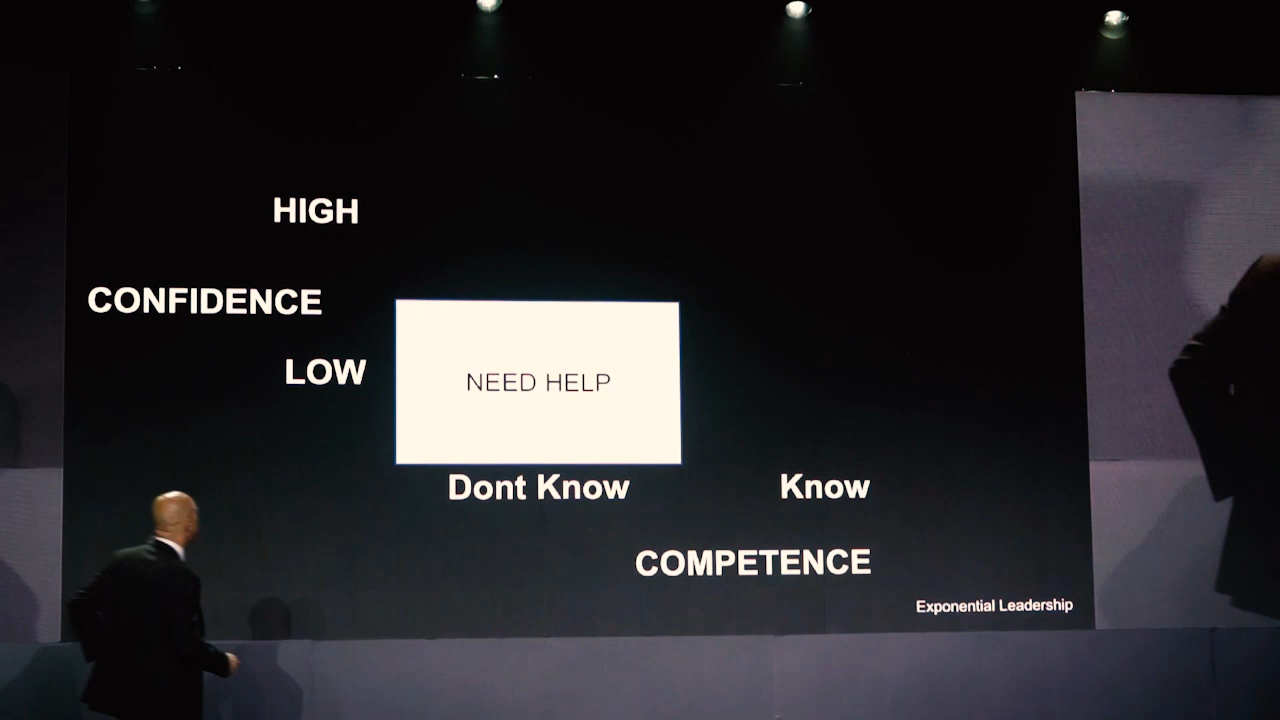 HIGH
CONFIDENCE
LOW
NEED HELP
Dont Know
Know
COMPETENCE
Exponential Leadership